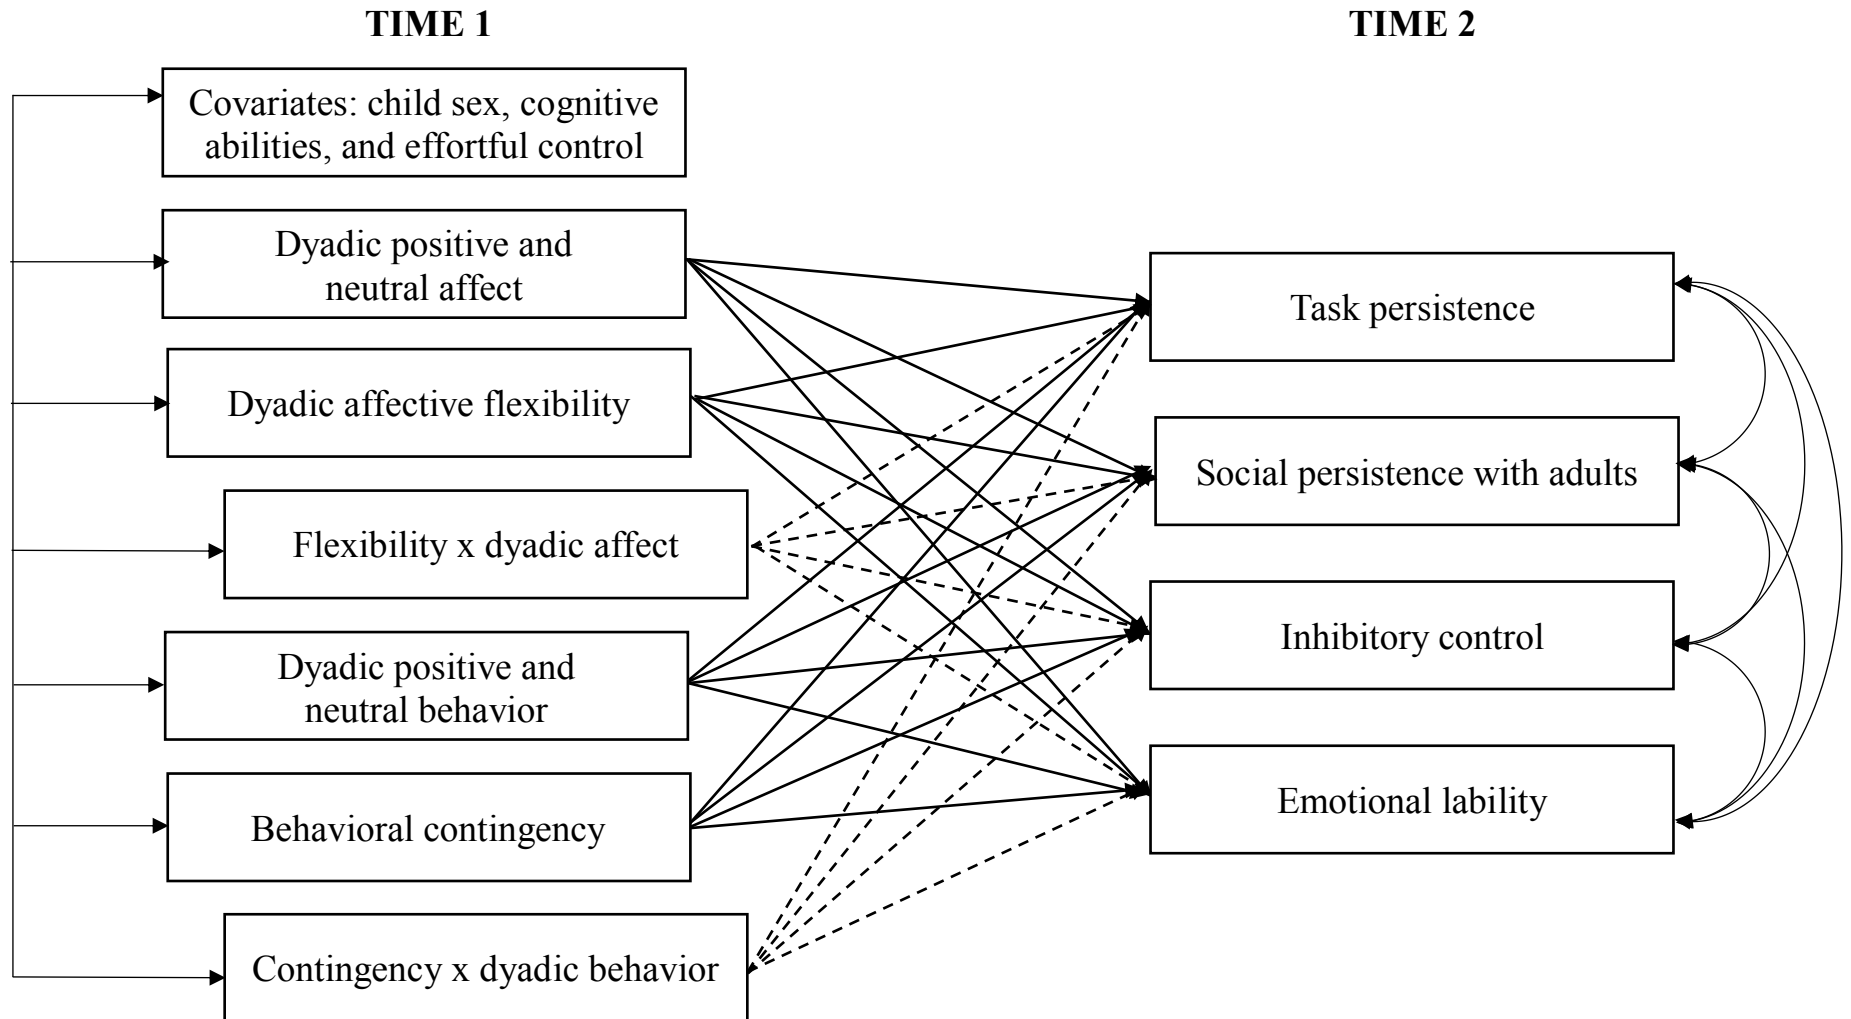 TIME 1
TIME 2
Covariates: child sex, cognitive
abilities, and effortful control
Dyadic positive and
neutral affect
Dyadic affective flexibility
Flexibility x dyadic affect
Dyadic positive and
neutral behavior
Behavioral contingency
Contingency x dyadic behavior
Task persistence
Social persistence with adults
Inhibitory control
Emotional lability